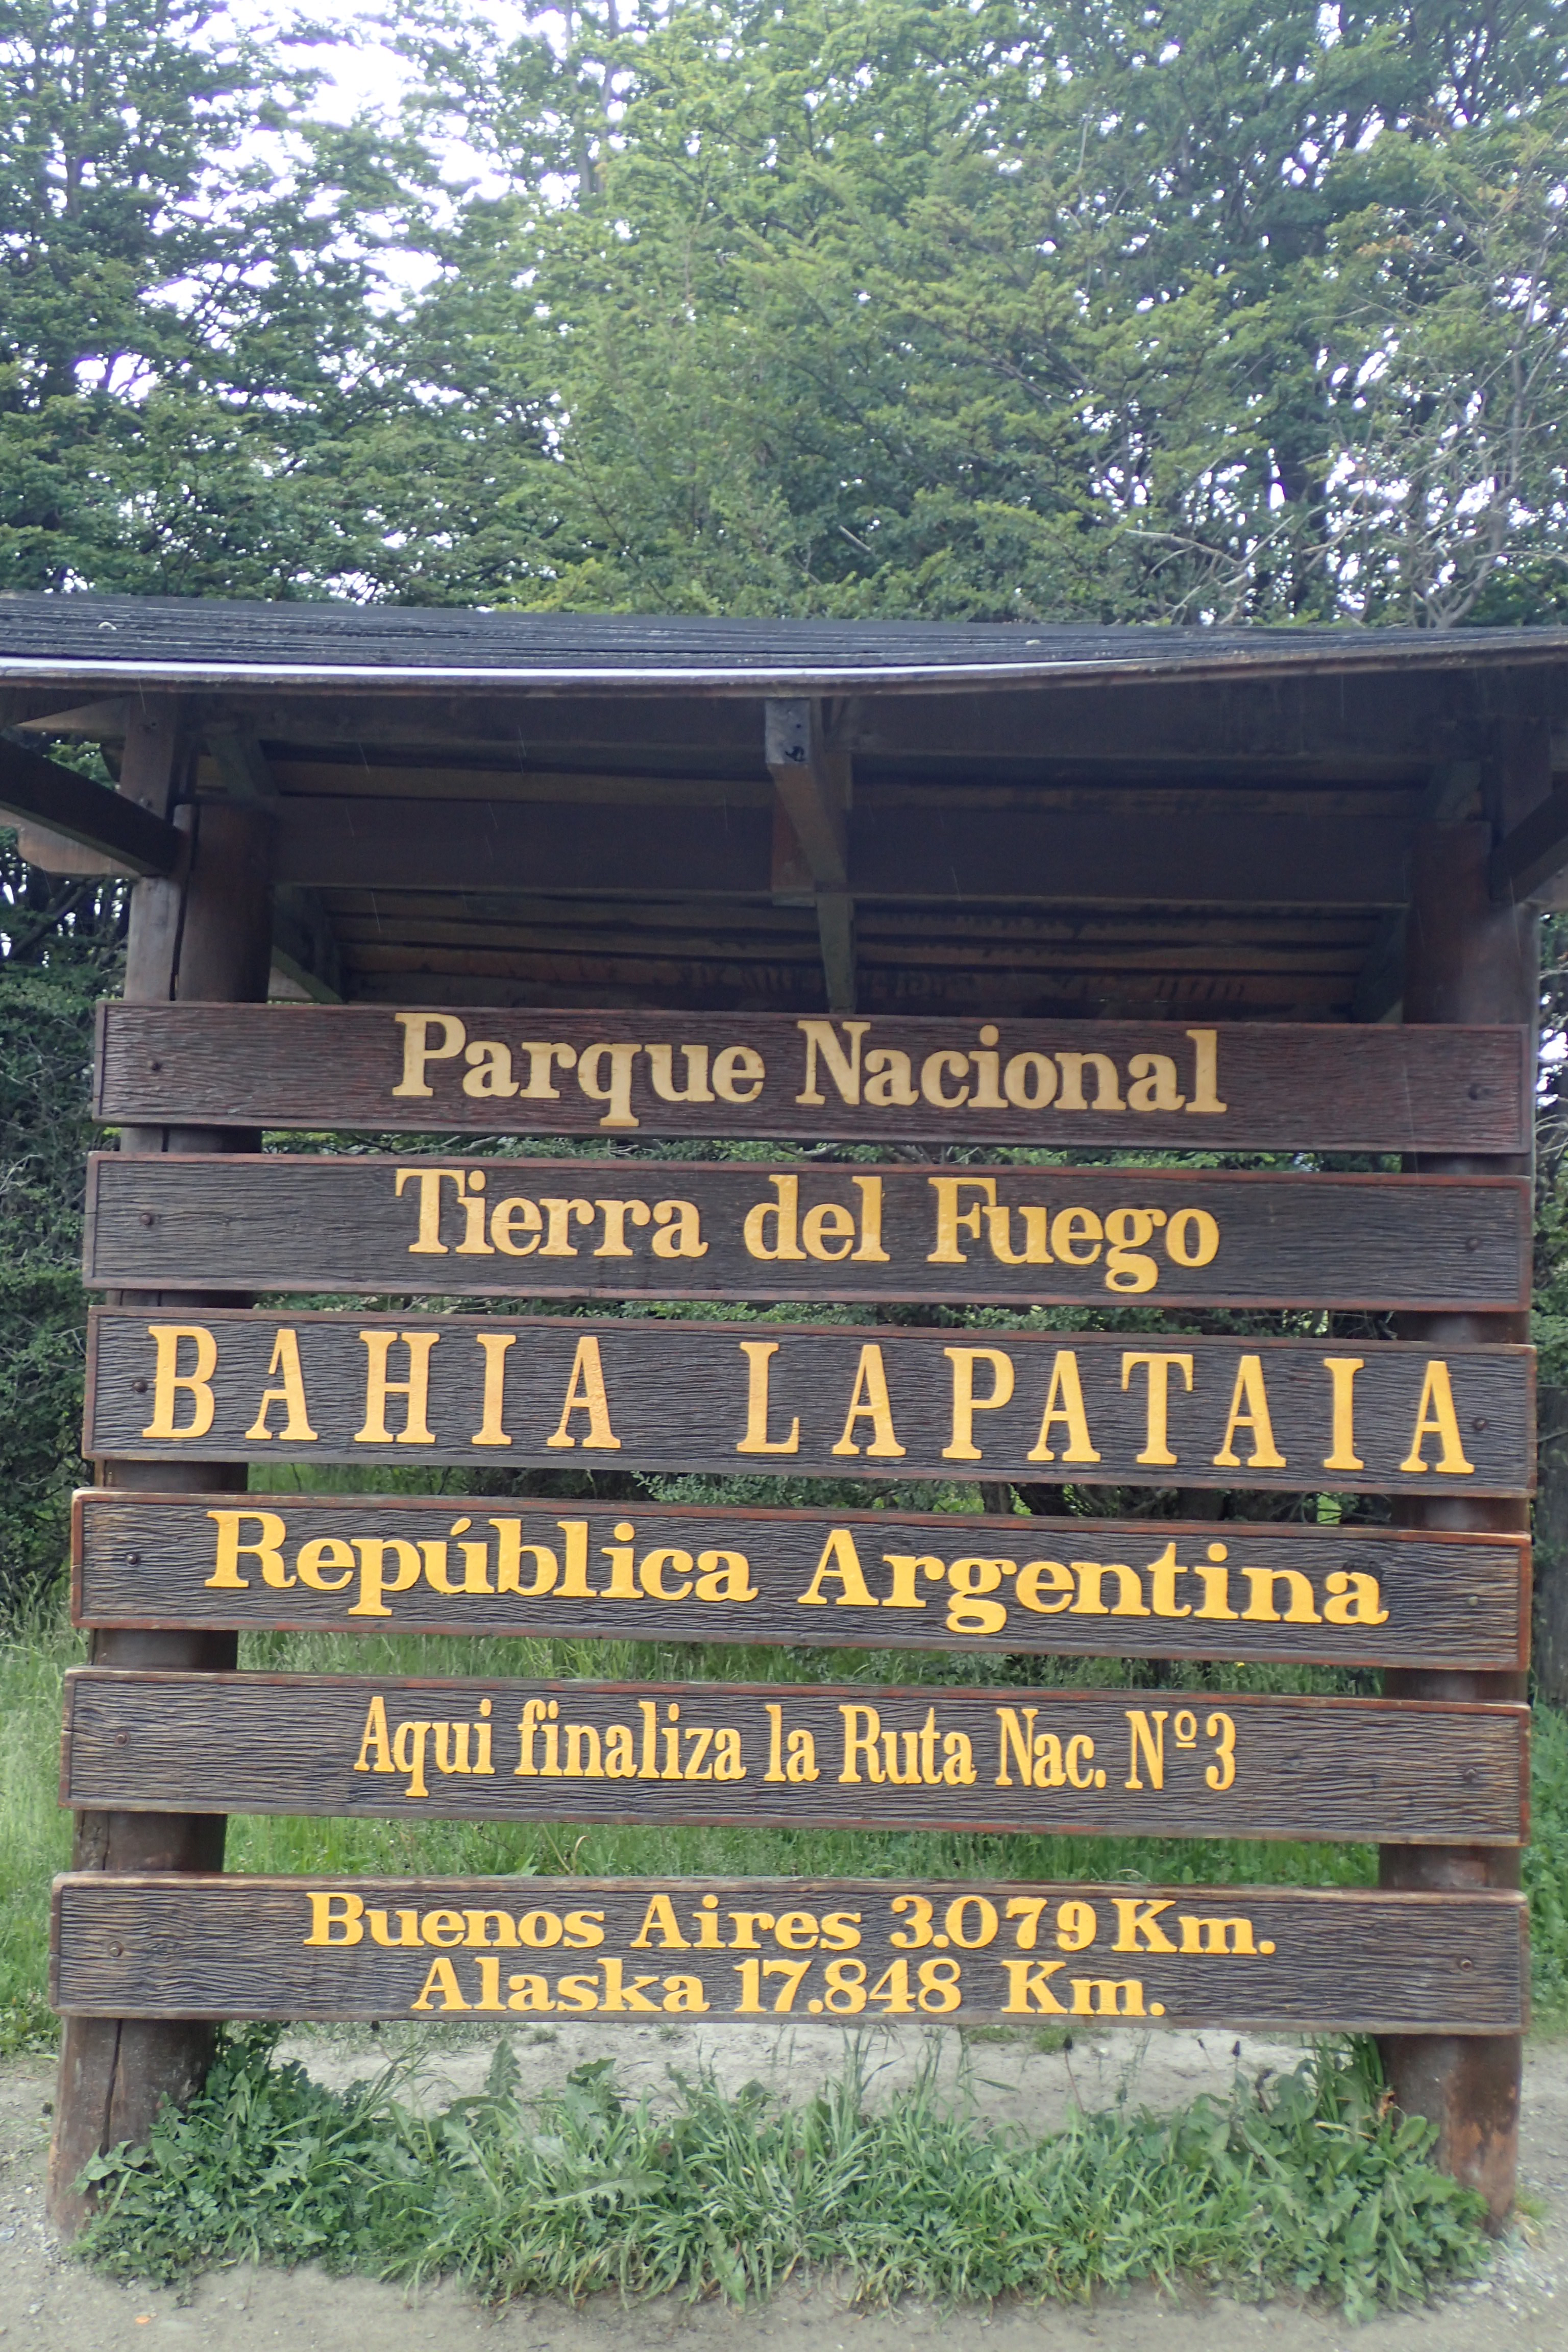 Parque Nacional
Tierra del Fuego
BAHIA LAPATAIA
República Argentina
Aqui finaliza la Ruta Nac. Nº 3
Buenos Aires 3.079 Km.
Alaska 17.848 Km.